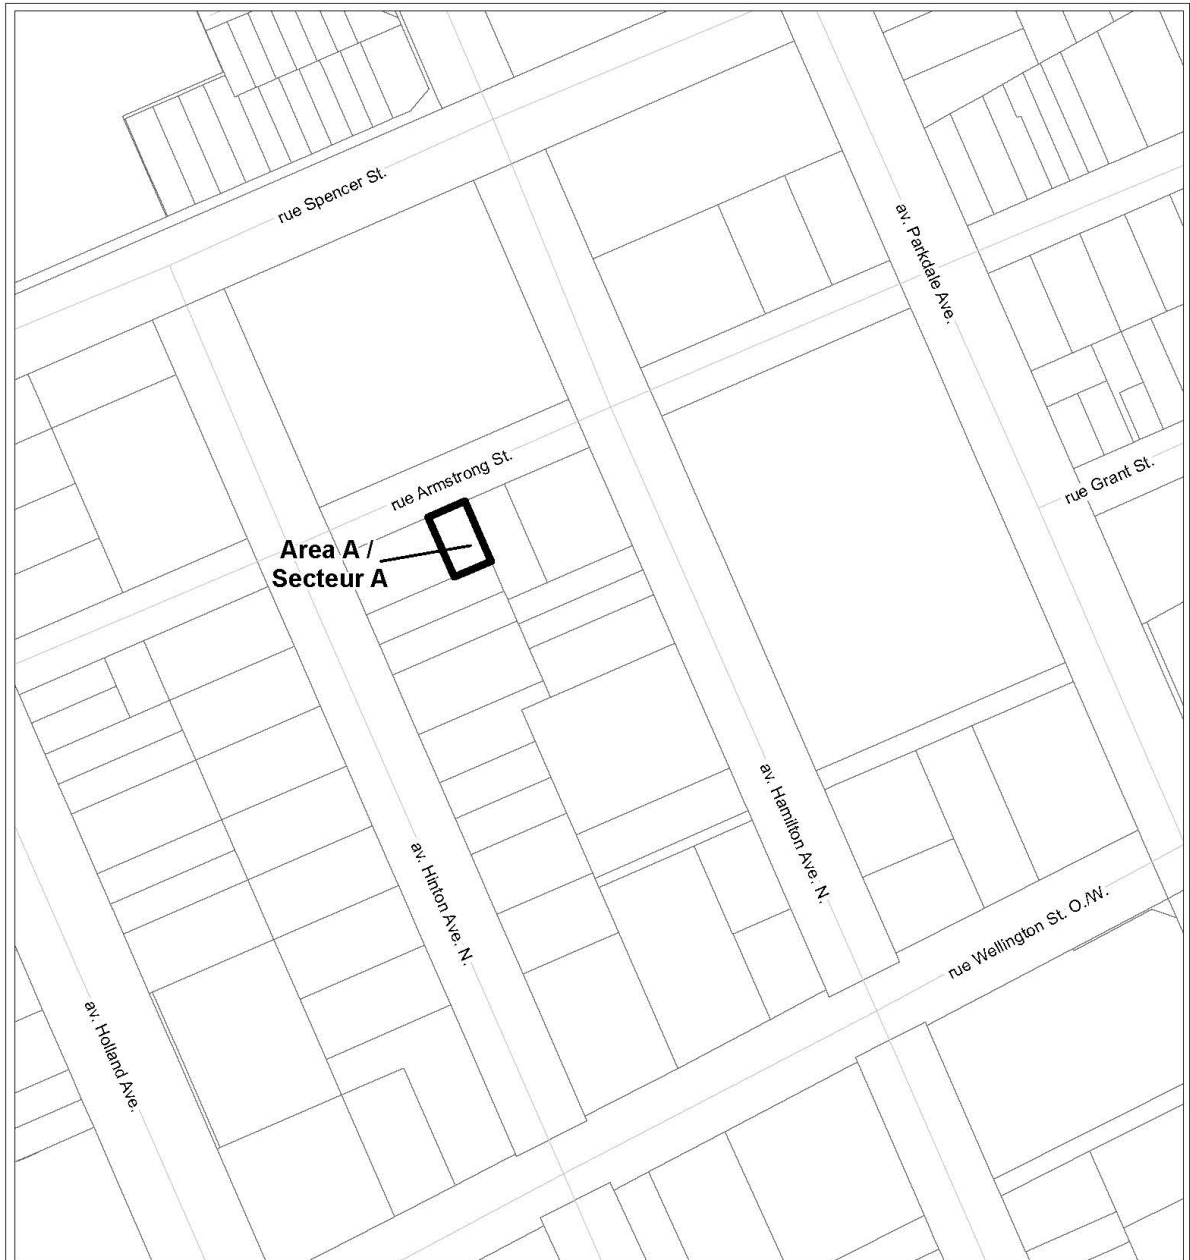 rue Spencer St.
av. Parkdale Ave.
rue Armstrong St.
rue Grant St.
Area A /
Secteur A
av. Hamilton Ave. N.
av. Hinton Ave. N.
rue Wellington St. O./W.
av. Holland Ave.